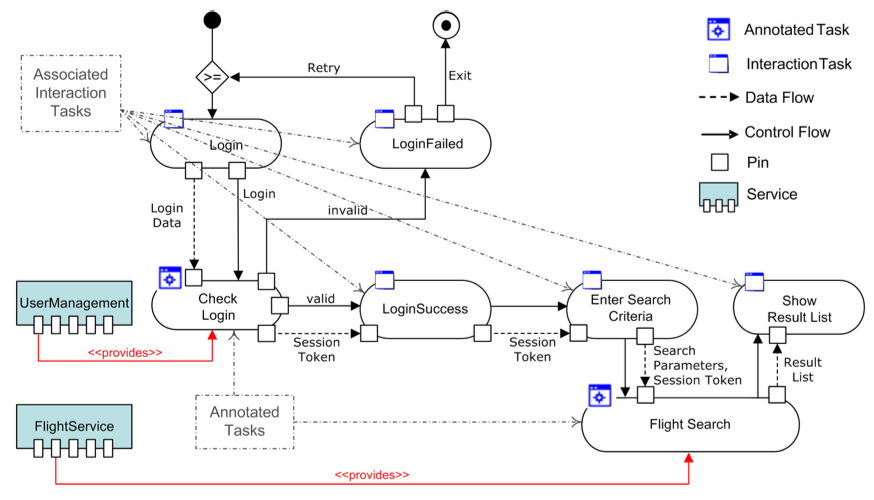 Annotated Task
Interaction Task
Data Flow
Control Flow
Pin
Service
Associated
Interaction
Tasks
>=
Retry
Exit
Login
LoginFailed
Login
Data
Login
invalid
UserManagement
Check
Login
valid
LoginSuccess
Enter Search
Criteria
Show
Result List
Session
Token
Session
Token
<<provides>>
Search
Parameters,
Session Token
Result
List
Annotated
Tasks
FlightService
Flight Search
<<provides>>